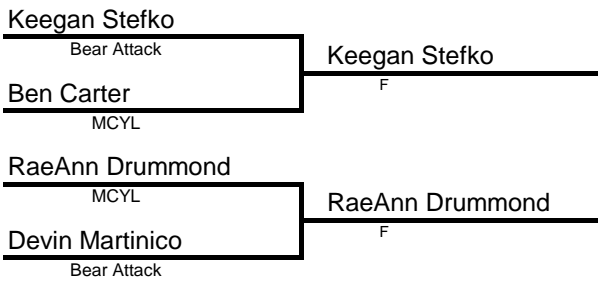 Keegan Stefko
Bear Attack
Keegan Stefko
F
Ben Carter
MCYL
RaeAnn Drummond
MCYL
RaeAnn Drummond
F
Devin Martinico
Bear Attack